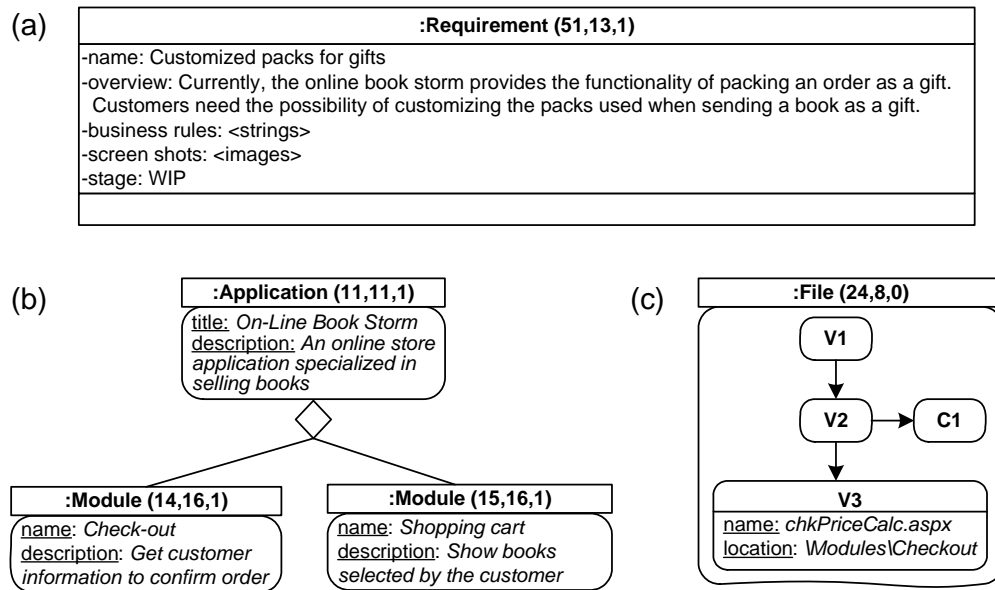 (a)
:Requirement (51,13,1)
-name: Customized packs for gifts
-overview: Currently, the online book storm provides the functionality of packing an order as a gift.
Customers need the possibility of customizing the packs used when sending a book as a gift.
-business rules: <strings>
-screen shots: <images>
-stage: WIP
(b)
:Application (11,11,1)
title: On-Line Book Storm
description: An online store
application specialized in
selling books
:Module (14,16,1)
name: Check-out
description: Get customer
information to confirm order
:Module (15,16,1)
name: Shopping cart
description: Show books
selected by the customer
(c)
:File (24,8,0)
V1
V2
C1
V3
name: chkPriceCalc.aspx
location: \Modules\Checkout